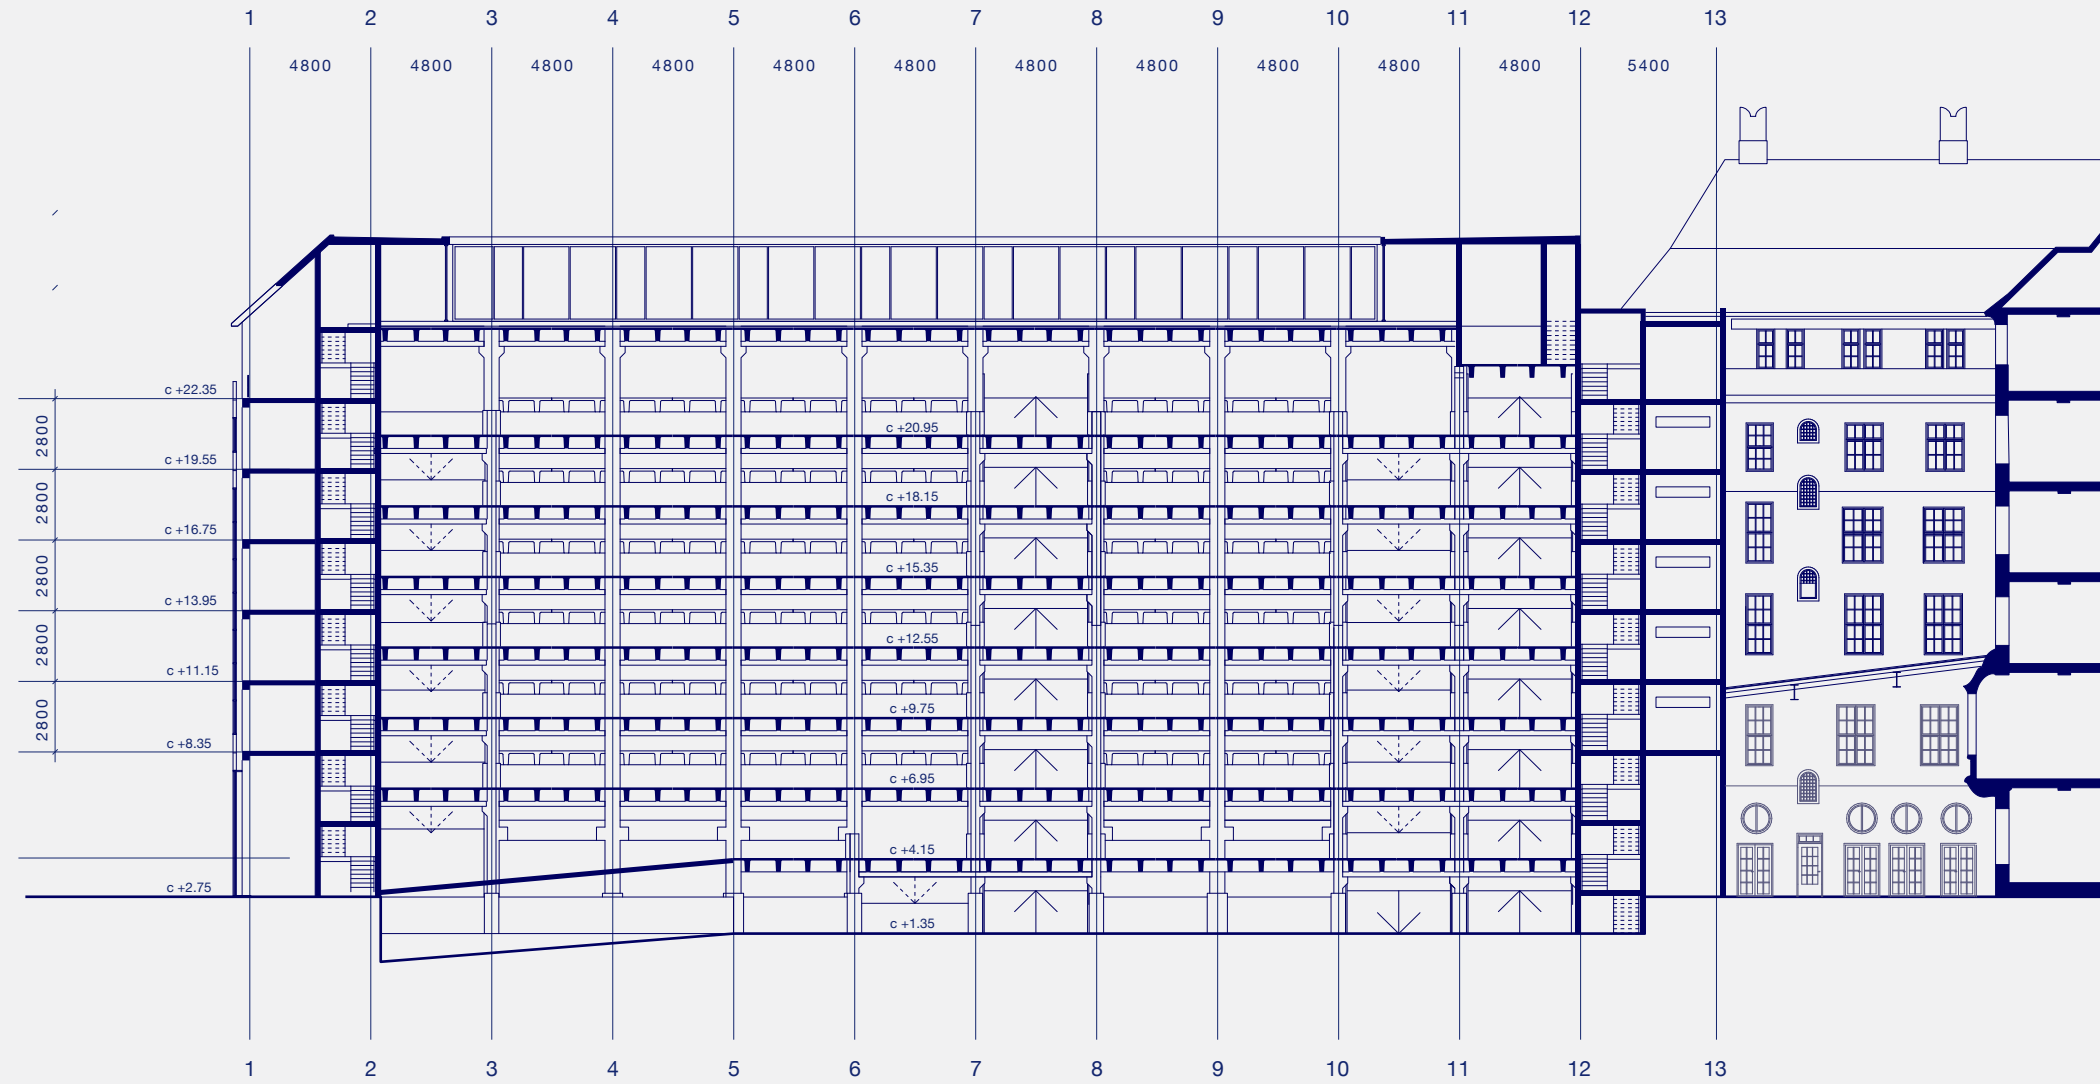 1 2 3 4 5 6 7 8 9 10 11 12 13
4800 4800 4800 4800 4800 4800 4800 4800 4800 4800 4800 5400
c +22.35
2800
c +20.95
c +19.55
2800
c +18.15
c +16.75
2800
c +15.35
c +13.95
2800
c +12.55
c +11.15
2800
c +9.75
c +8.35
c +6.95
c +4.15
c +2.75
c +1.35
1 2 3 4 5 6 7 8 9 10 11 12 13